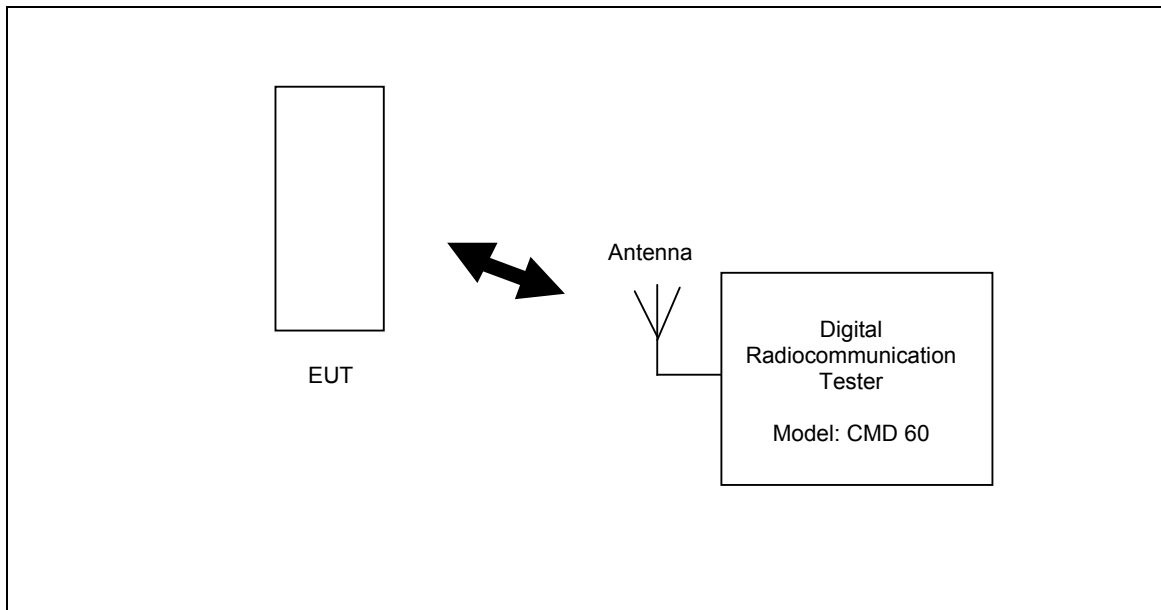 Antenna
EUT
Digital
Radiocommunication
Tester
Model: CMD 60